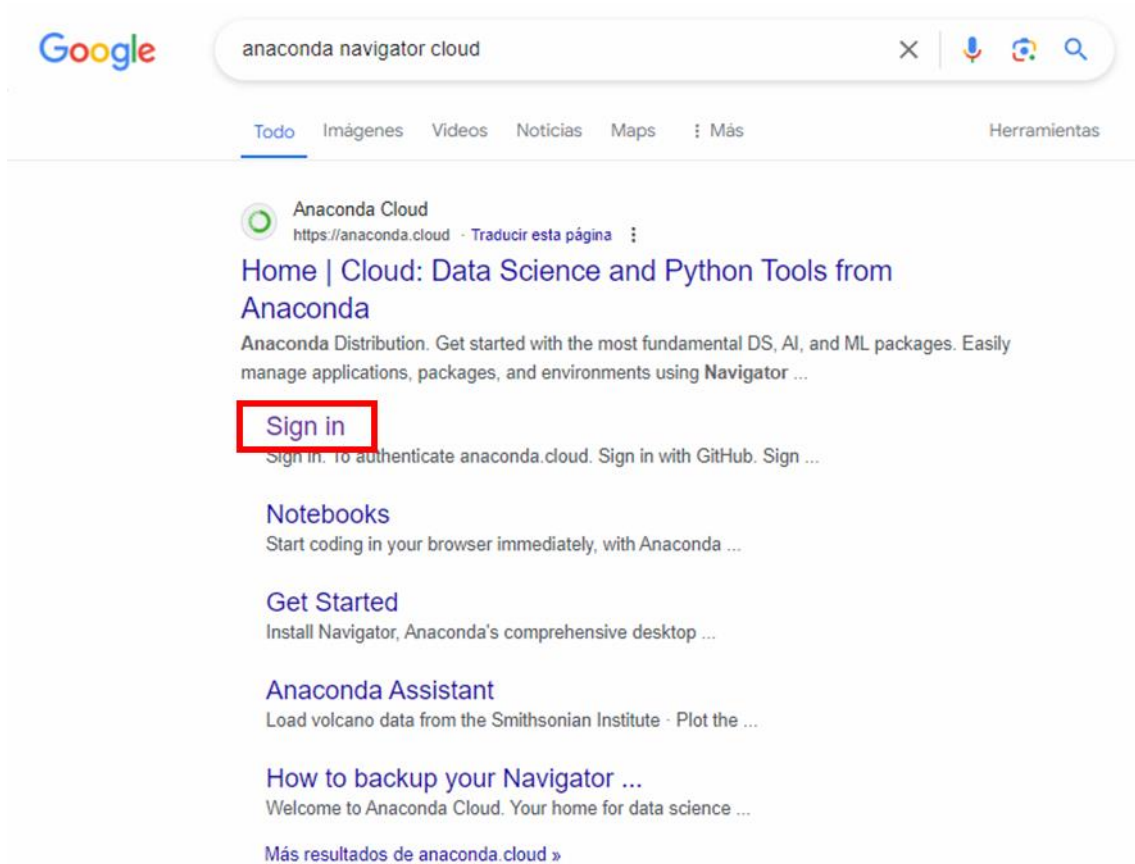 Google
anaconda navigator cloud
Todo Imágenes Videos Noticias Maps Más Herramientas
Anaconda Cloud
https://anaconda.cloud · Traducir esta página
Home | Cloud: Data Science and Python Tools from
Anaconda
Anaconda Distribution. Get started with the most fundamental DS, AI, and ML packages. Easily
manage applications, packages, and environments using Navigator ...
Sign in
Sign in. To authenticate anaconda.cloud. Sign in with GitHub. Sign ...
Notebooks
Start coding in your browser immediately, with Anaconda ...
Get Started
Install Navigator, Anaconda's comprehensive desktop ...
Anaconda Assistant
Load volcano data from the Smithsonian Institute · Plot the ...
How to backup your Navigator ...
Welcome to Anaconda Cloud. Your home for data science ...
Más resultados de anaconda.cloud »